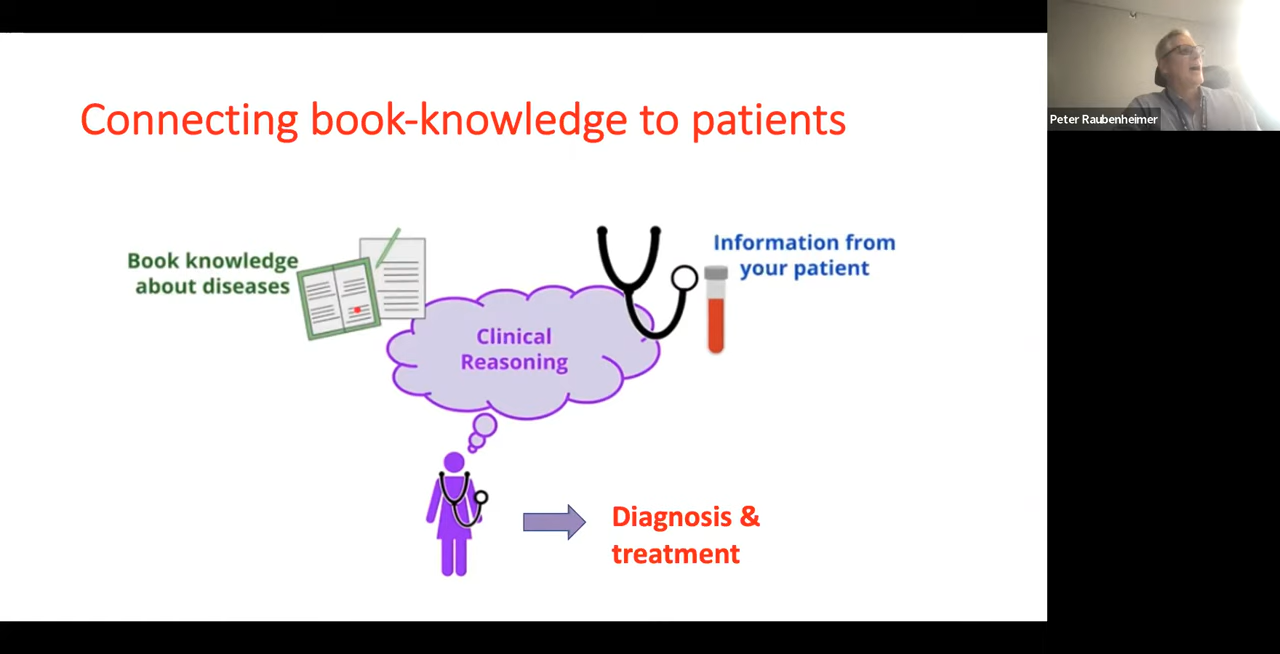 Connecting book-knowledge to patients
Peter Raubenheimer
Book knowledge
about diseases
Information from
your patient
Clinical
Reasoning
Diagnosis &
treatment